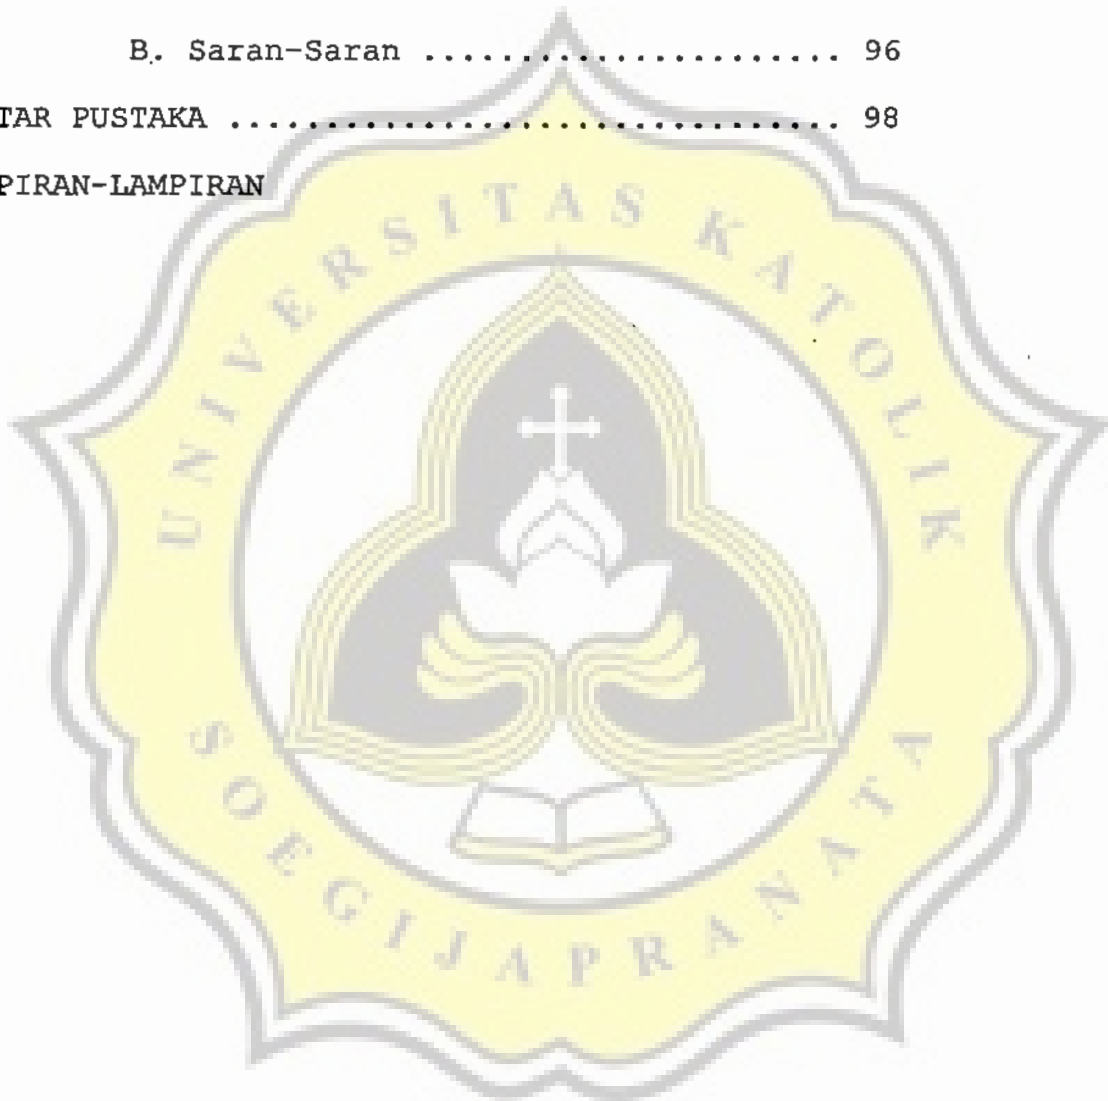 B. Saran-Saran ..................... 96
TAR PUSTAKA ............................... 98
PIRAN-LAMPIRAN
UNIVERSITAS KATOLIK
SOEGIJAPRANATA